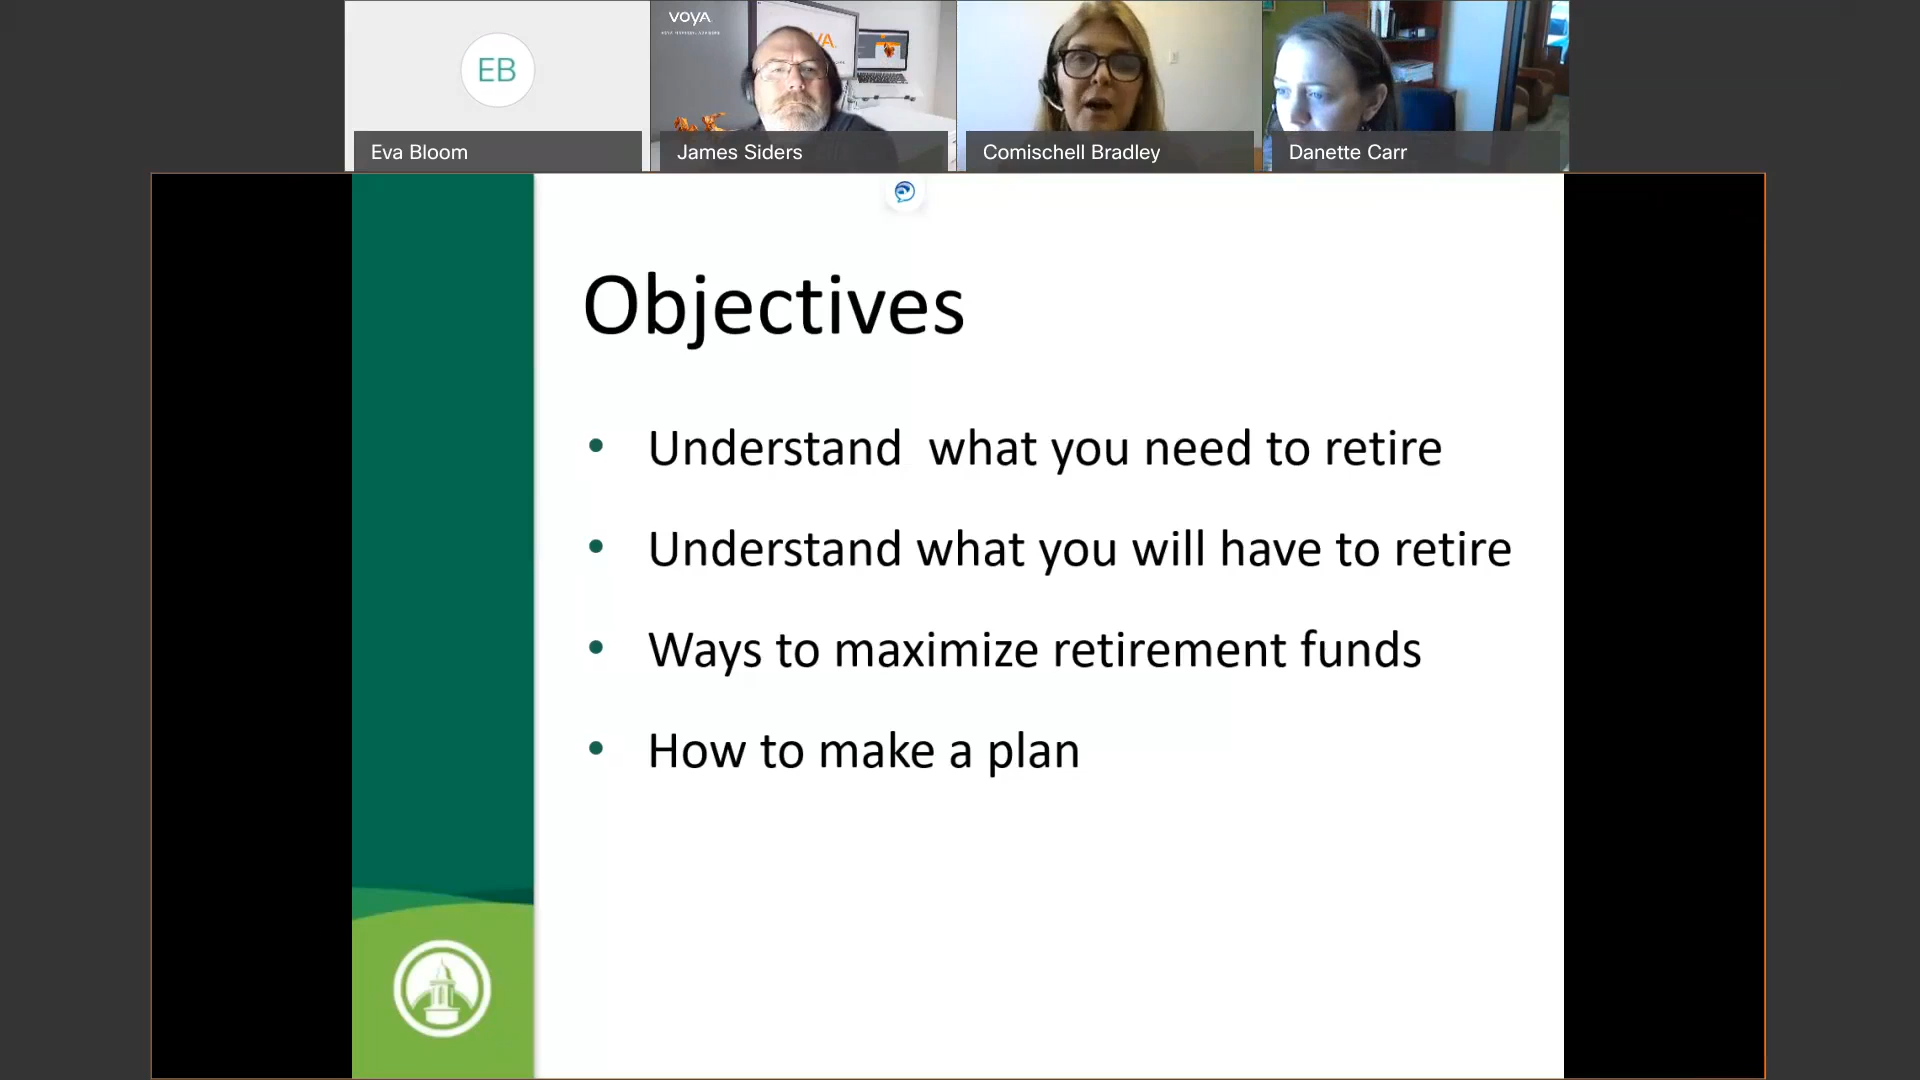 EB
VOYA
VA
Eva Bloom
James Siders
Comischell Bradley
Danette Carr
Objectives
• Understand  what you need to retire
• Understand what you will have to retire
• Ways to maximize retirement funds
• How to make a plan